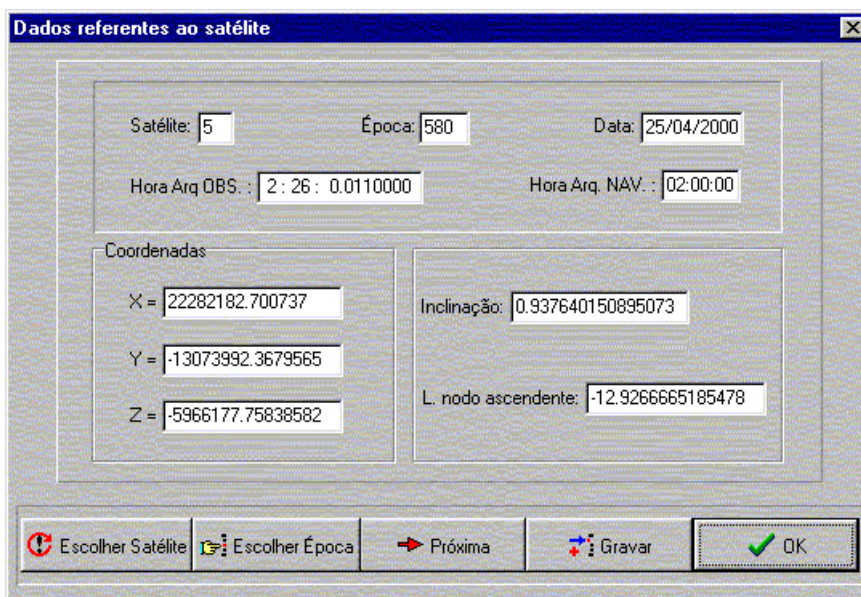 Dados referentes ao satélite
Satélite: 5 Época: 580 Data: 25/04/2000
Hora Arq OBS. : 2 : 26 : 0.0110000 Hora Arq. NAV. : 02:00:00
Coordenadas
X = 22282182.700737
Y = -13073992.3679565
Z = -5966177.75838582
Inclinação: 0.937640150895073
L. nodo ascendente: -12.9266665185478
Escolher Satélite Escolher Época Próxima Gravar OK